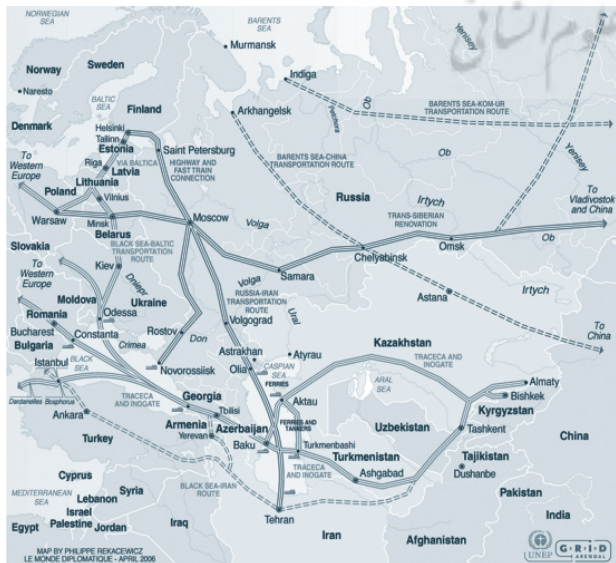 NORWEGIAN
SEA
BARENTS
SEA
Murmansk
Norway
Sweden
Naresto
Indiga
Yenisey
Arkhangelsk
Pechora
Ob
BARENTS SEA-KOM-UR
TRANSPORTATION ROUTE
Finland
BALTIC
SEA
Denmark
Helsinki
Tallinn
Estonia
Saint Petersburg
Riga
VIA BALTICA
Latvia
HIGHWAY AND
FAST TRAIN
CONNECTION
BARENTS SEA-CHINA
TRANSPORTATION ROUTE
Ob
Yenisey
To
Western
Europe
Poland
Lithuania
Vilnius
Warsaw
Minsk
Belarus
Moscow
Volga
Russia
Irtych
TRANS-SIBERIAN
RENOVATION
To
Vladivostok
and China
Omsk
Ob
Chelyabinsk
Samara
Slovakia
BLACK SEA-BALTIC
TRANSPORTATION
ROUTE
To
Western
Europe
Kiev
Dniepr
Moldova
Ukraine
Odessa
Volga
RUSSIA-IRAN
TRANSPORTATION
ROUTE
Ural
Volgograd
Astana
Irtych
Romania
Bucharest
Constanta
Bulgaria
Crimea
BLACK
SEA
Rostov
Don
Novorossiisk
Astrakhan
Olia
Atyrau
Kazakhstan
To
China
CASPIAN
SEA
FERRIES
TRACECA
AND INOGATE
ARAL
SEA
Istanbul
Dardanelles
Bosphorus
TRACECA
AND INOGATE
Georgia
Tbilisi
Aktau
Almaty
Bishkek
Kyrgyzstan
Ankara
Turkey
Armenia
Yerevan
Azerbaijan
Baku
FERRIES AND
TANKERS
Turkmenbashi
Uzbekistan
Tashkent
China
Turkmenistan
TRACECA
AND INOGATE
Ashgabad
Tajikistan
Dushanbe
Cyprus
MEDITERRANEAN
SEA
Lebanon
Syria
Israel
Palestine
Jordan
Egypt
Iraq
BLACK SEA-IRAN
ROUTE
Tehran
Iran
Afghanistan
Pakistan
India
MAP BY PHILIPPE REKACEWICZ
LE MONDE DIPLOMATIQUE - APRIL 2006
UNEP
GRID
ARENDAL